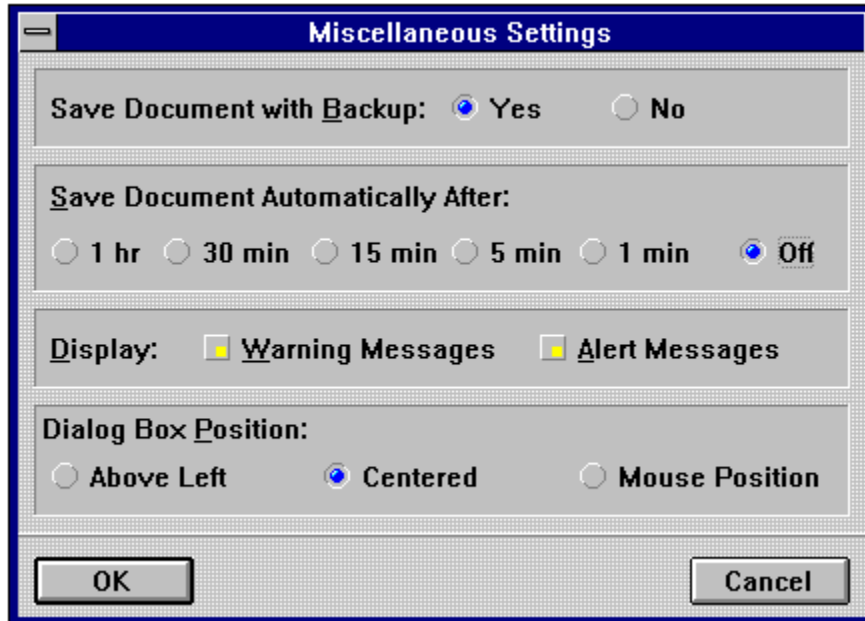 Miscellaneous Settings
Save Document with Backup: Yes No
Save Document Automatically After:
1 hr 30 min 15 min 5 min 1 min Off
Display: Warning Messages Alert Messages
Dialog Box Position:
Above Left Centered Mouse Position
OK Cancel